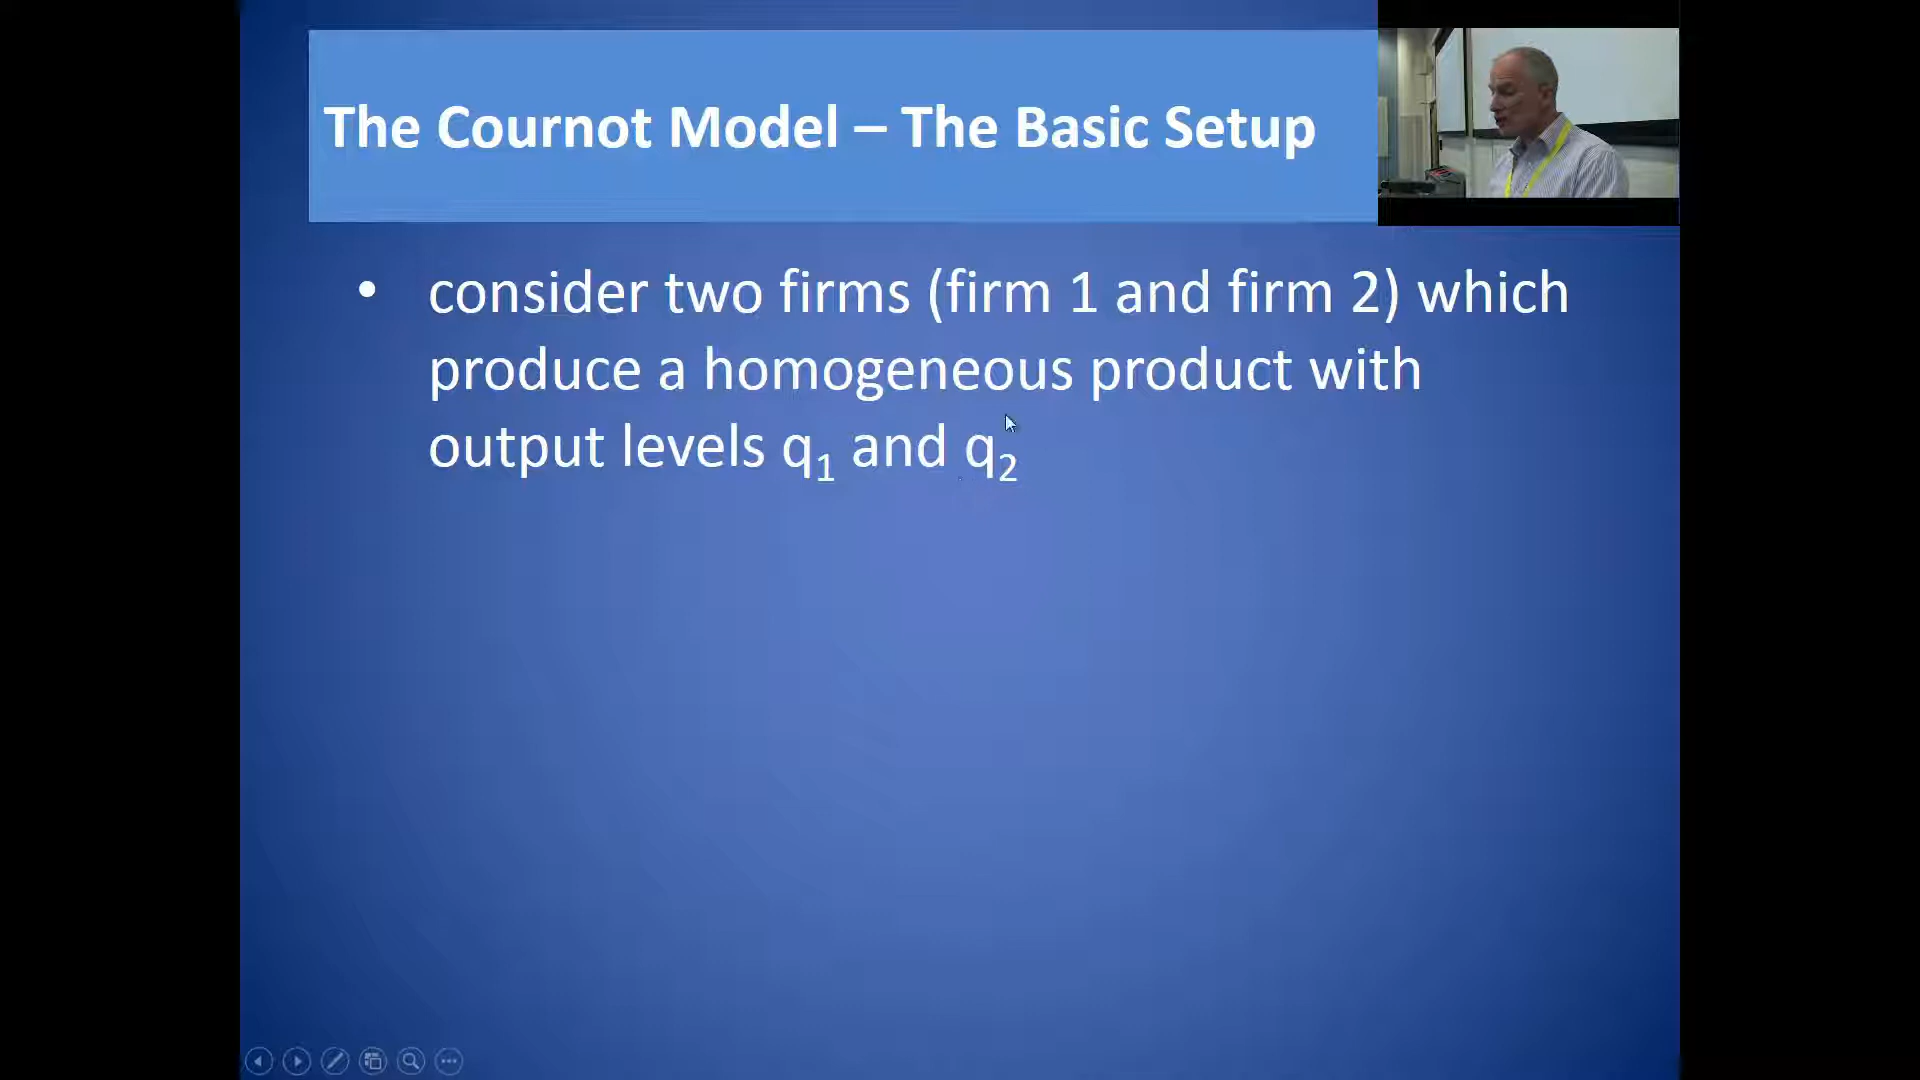 The Cournot Model – The Basic Setup
• consider two firms (firm 1 and firm 2) which
produce a homogeneous product with
output levels q₁ and q₂